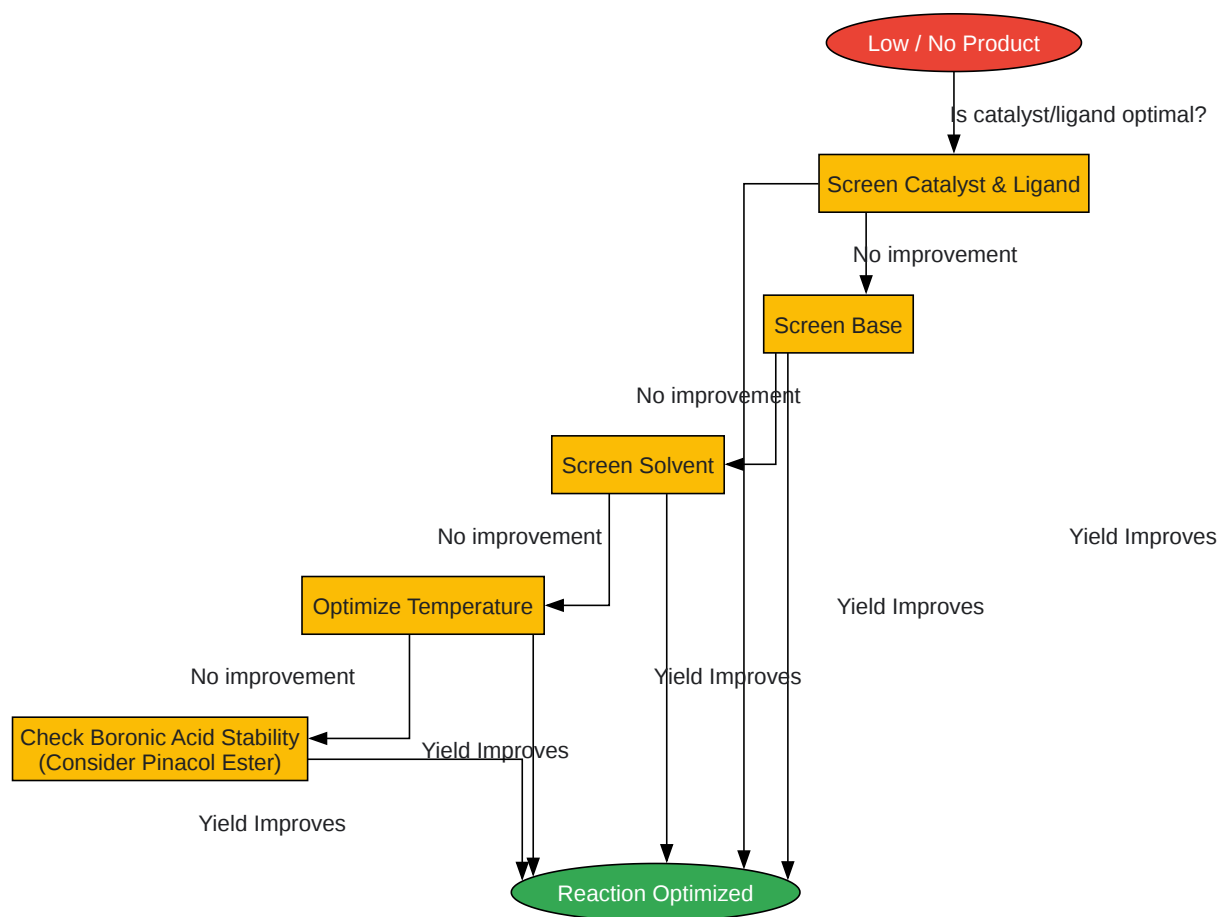 Low / No Product
Is catalyst/ligand optimal?
Screen Catalyst & Ligand
No improvement
Screen Base
No improvement
Screen Solvent
No improvement
Yield Improves
Optimize Temperature
Yield Improves
No improvement
Yield Improves
Check Boronic Acid Stability
(Consider Pinacol Ester)
Yield Improves
Yield Improves
Reaction Optimized